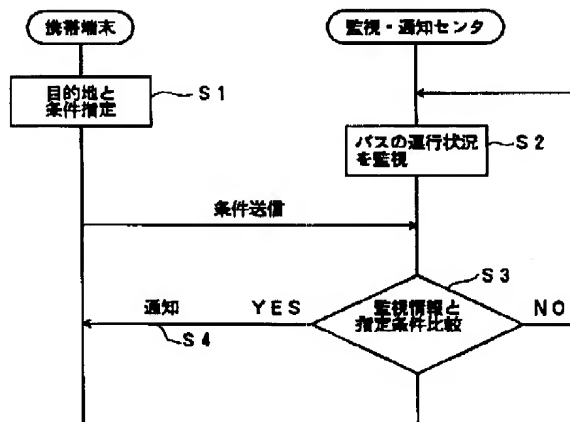 携帯端末
監視・通知センタ
目的地と
条件指定
S1
バスの運行状況
を監視
S2
条件送信
S3
監視情報と
指定条件比較
YES
NO
通知
S4